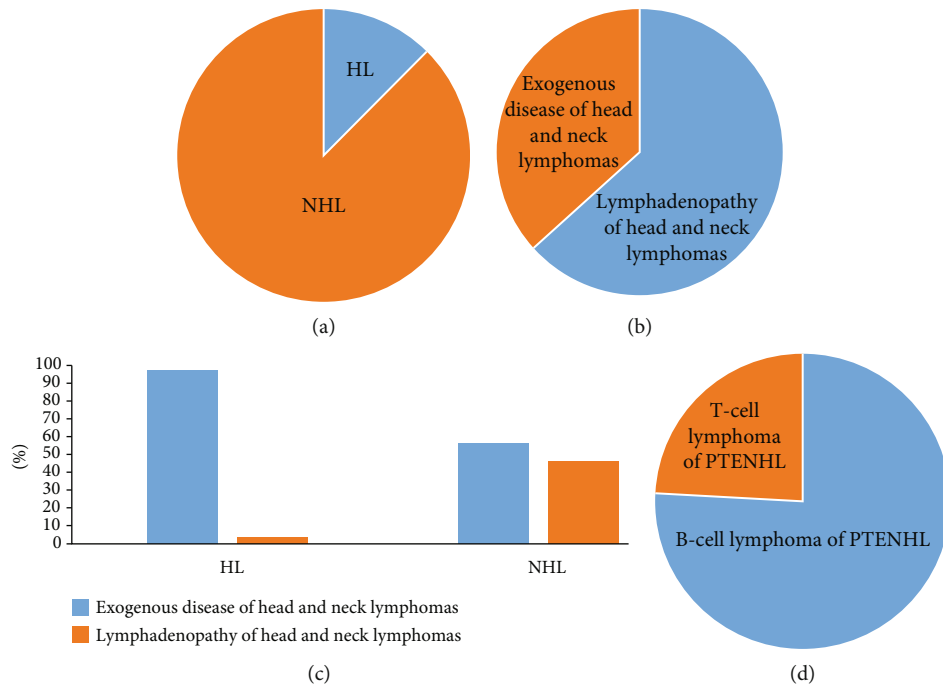 HL
NHL
(a)
Exogenous
disease of head
and neck
lymphomas
Lymphadenopathy
of head and neck
lymphomas
(b)
100
90
80
70
60
50
40
30
20
10
0
(%)
HL
NHL
Exogenous disease of head and neck lymphomas
Lymphadenopathy of head and neck lymphomas
(c)
T-cell
lymphoma
of PTENHL
B-cell lymphoma of PTENHL
(d)